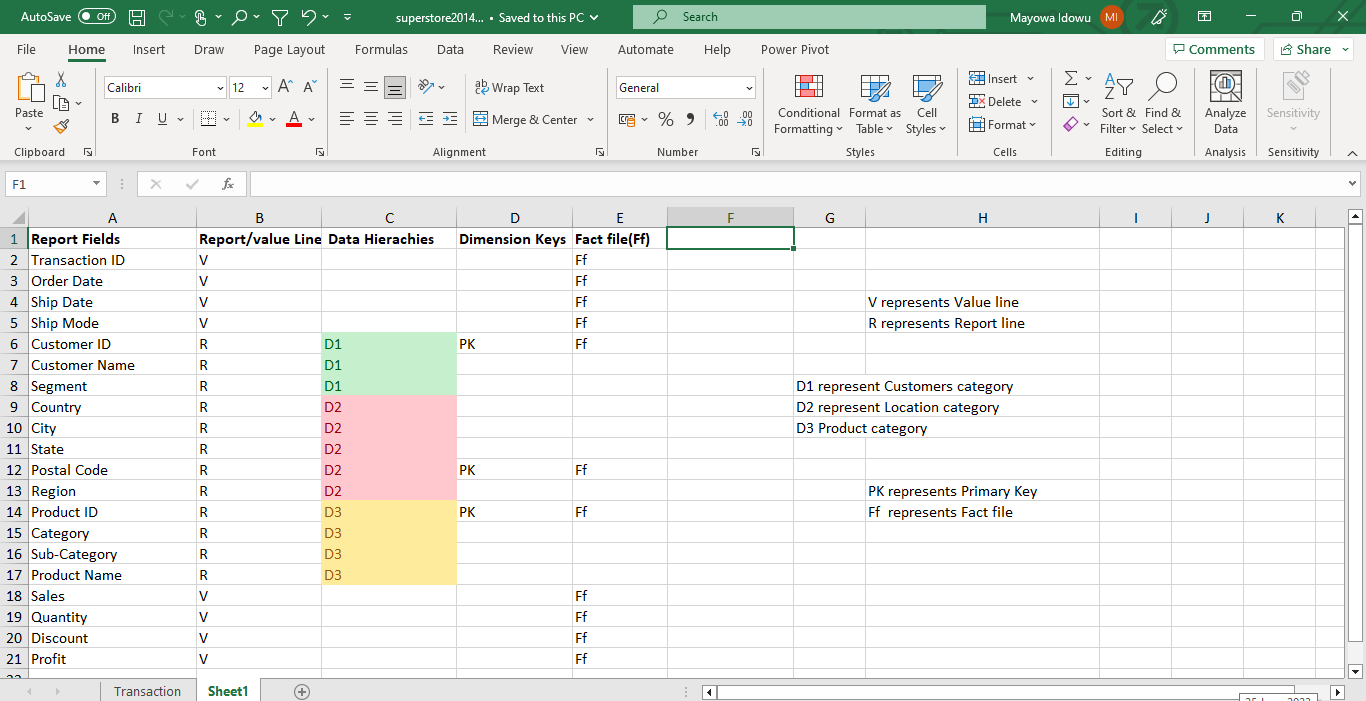 AutoSave Off superstore2014... • Saved to this PC Search Mayowa Idowu MI
File Home Insert Draw Page Layout Formulas Data Review View Automate Help Power Pivot Comments Share
Paste
Clipboard
Calibri 12
B I U A
Font
Wrap Text
Merge & Center
Alignment
General
% 9
Number
Conditional Formatting
Format as Table
Cell Styles
Styles
Insert
Delete
Format
Cells
Sort & Filter
Find & Select
Editing
Analyze Data
Analysis
Sensitivity
Sensitivity
F1 fx
A B C D E F G H I J K
1 Report Fields Report/value Line Data Hierachies Dimension Keys Fact file(Ff)
2 Transaction ID V Ff
3 Order Date V Ff
4 Ship Date V Ff V represents Value line
5 Ship Mode V Ff R represents Report line
6 Customer ID R D1 PK Ff
7 Customer Name R D1
8 Segment R D1 D1 represent Customers category
9 Country R D2 D2 represent Location category
10 City R D2 D3 Product category
11 State R D2
12 Postal Code R D2 PK Ff
13 Region R D2 PK represents Primary Key
14 Product ID R D3 PK Ff Ff  represents Fact file
15 Category R D3
16 Sub-Category R D3
17 Product Name R D3
18 Sales V Ff
19 Quantity V Ff
20 Discount V Ff
21 Profit V Ff
Transaction Sheet1